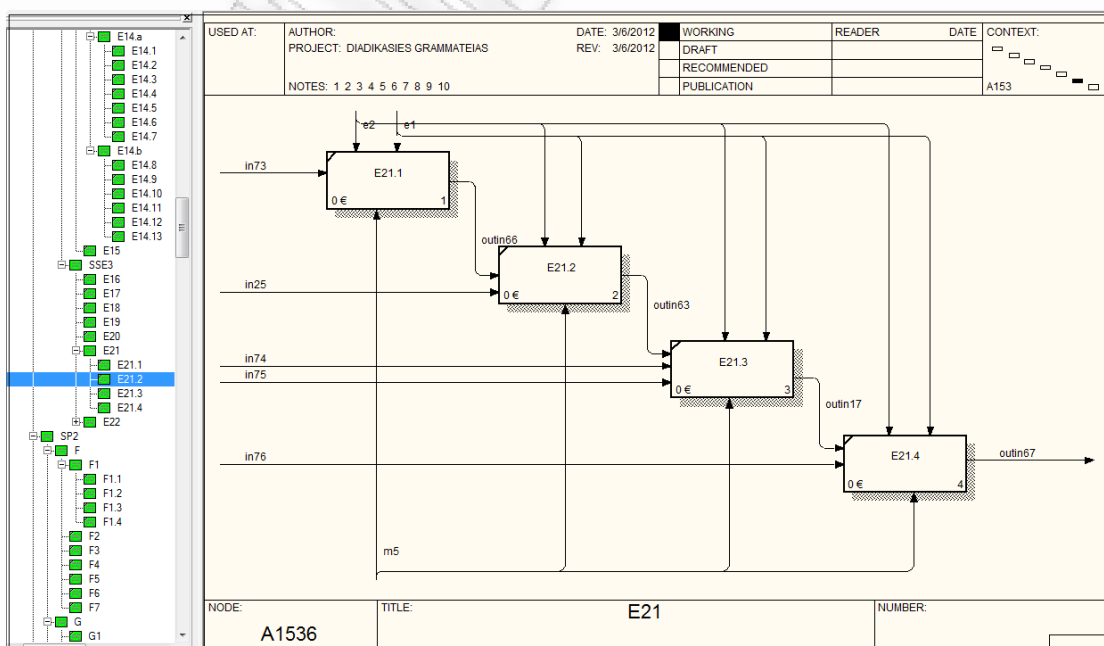 E14.a
E14.1
E14.2
E14.3
E14.4
E14.5
E14.6
E14.7
E14.b
E14.8
E14.9
E14.10
E14.11
E14.12
E14.13
E15
SSE3
E16
E17
E18
E19
E20
E21
E21.1
E21.2
E21.3
E21.4
E22
SP2
F
F1
F1.1
F1.2
F1.3
F1.4
F2
F3
F4
F5
F6
F7
G
G1
USED AT: AUTHOR: DATE: 3/6/2012 WORKING READER DATE CONTEXT:
PROJECT: DIADIKASIES GRAMMATEIAS REV: 3/6/2012 DRAFT
RECOMMENDED
NOTES: 1 2 3 4 5 6 7 8 9 10 PUBLICATION A153
e2 e1
in73
E21.1
0 € 1
outin66
E21.2
in25
0 € 2
outin63
in74
E21.3
in75
0 € 3
outin17
in76
E21.4
outin67
0 € 4
m5
NODE: TITLE: E21 NUMBER:
A1536